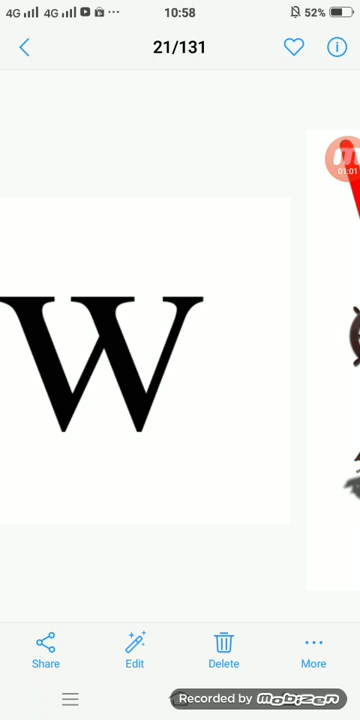 4G 4G ... 10:58 52%
21/131
01:01
W
Share Edit Delete More
Recorded by mobizen